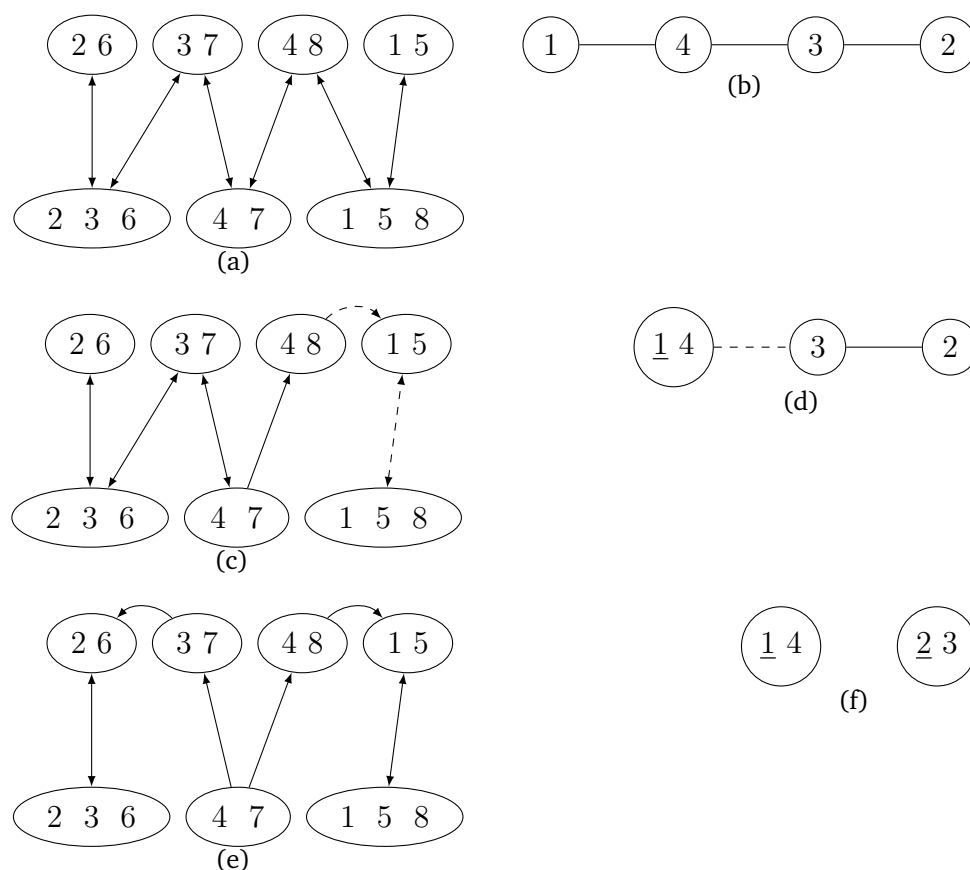 2 6 3 7 4 8 1 5 1 4 3 2
(b)
2 3 6 4 7 1 5 8
(a)
2 6 3 7 4 8 1 5 1 4 3 2
(d)
2 3 6 4 7 1 5 8
(c)
2 6 3 7 4 8 1 5 1 4 2 3
(f)
2 3 6 4 7 1 5 8
(e)